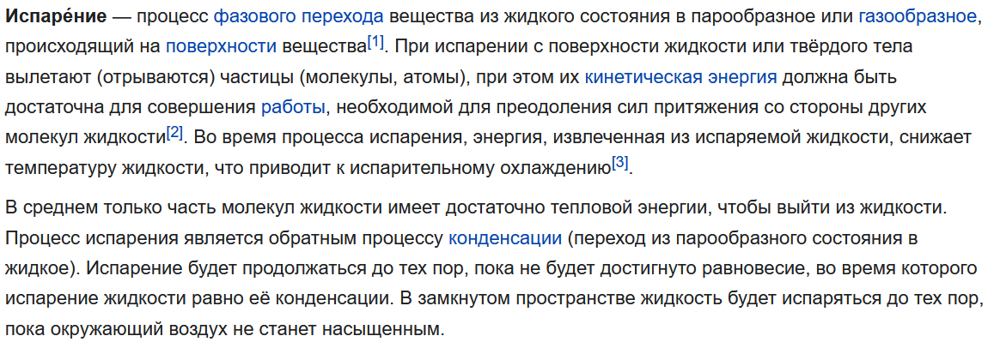 Испаре́ние — процесс фазового перехода вещества из жидкого состояния в парообразное или газообразное,
происходящий на поверхности вещества[1]. При испарении с поверхности жидкости или твёрдого тела
вылетают (отрываются) частицы (молекулы, атомы), при этом их кинетическая энергия должна быть
достаточна для совершения работы, необходимой для преодоления сил притяжения со стороны других
молекул жидкости[2]. Во время процесса испарения, энергия, извлеченная из испаряемой жидкости, снижает
температуру жидкости, что приводит к испарительному охлаждению[3].
В среднем только часть молекул жидкости имеет достаточно тепловой энергии, чтобы выйти из жидкости.
Процесс испарения является обратным процессу конденсации (переход из парообразного состояния в
жидкое). Испарение будет продолжаться до тех пор, пока не будет достигнуто равновесие, во время которого
испарение жидкости равно её конденсации. В замкнутом пространстве жидкость будет испаряться до тех пор,
пока окружающий воздух не станет насыщенным.